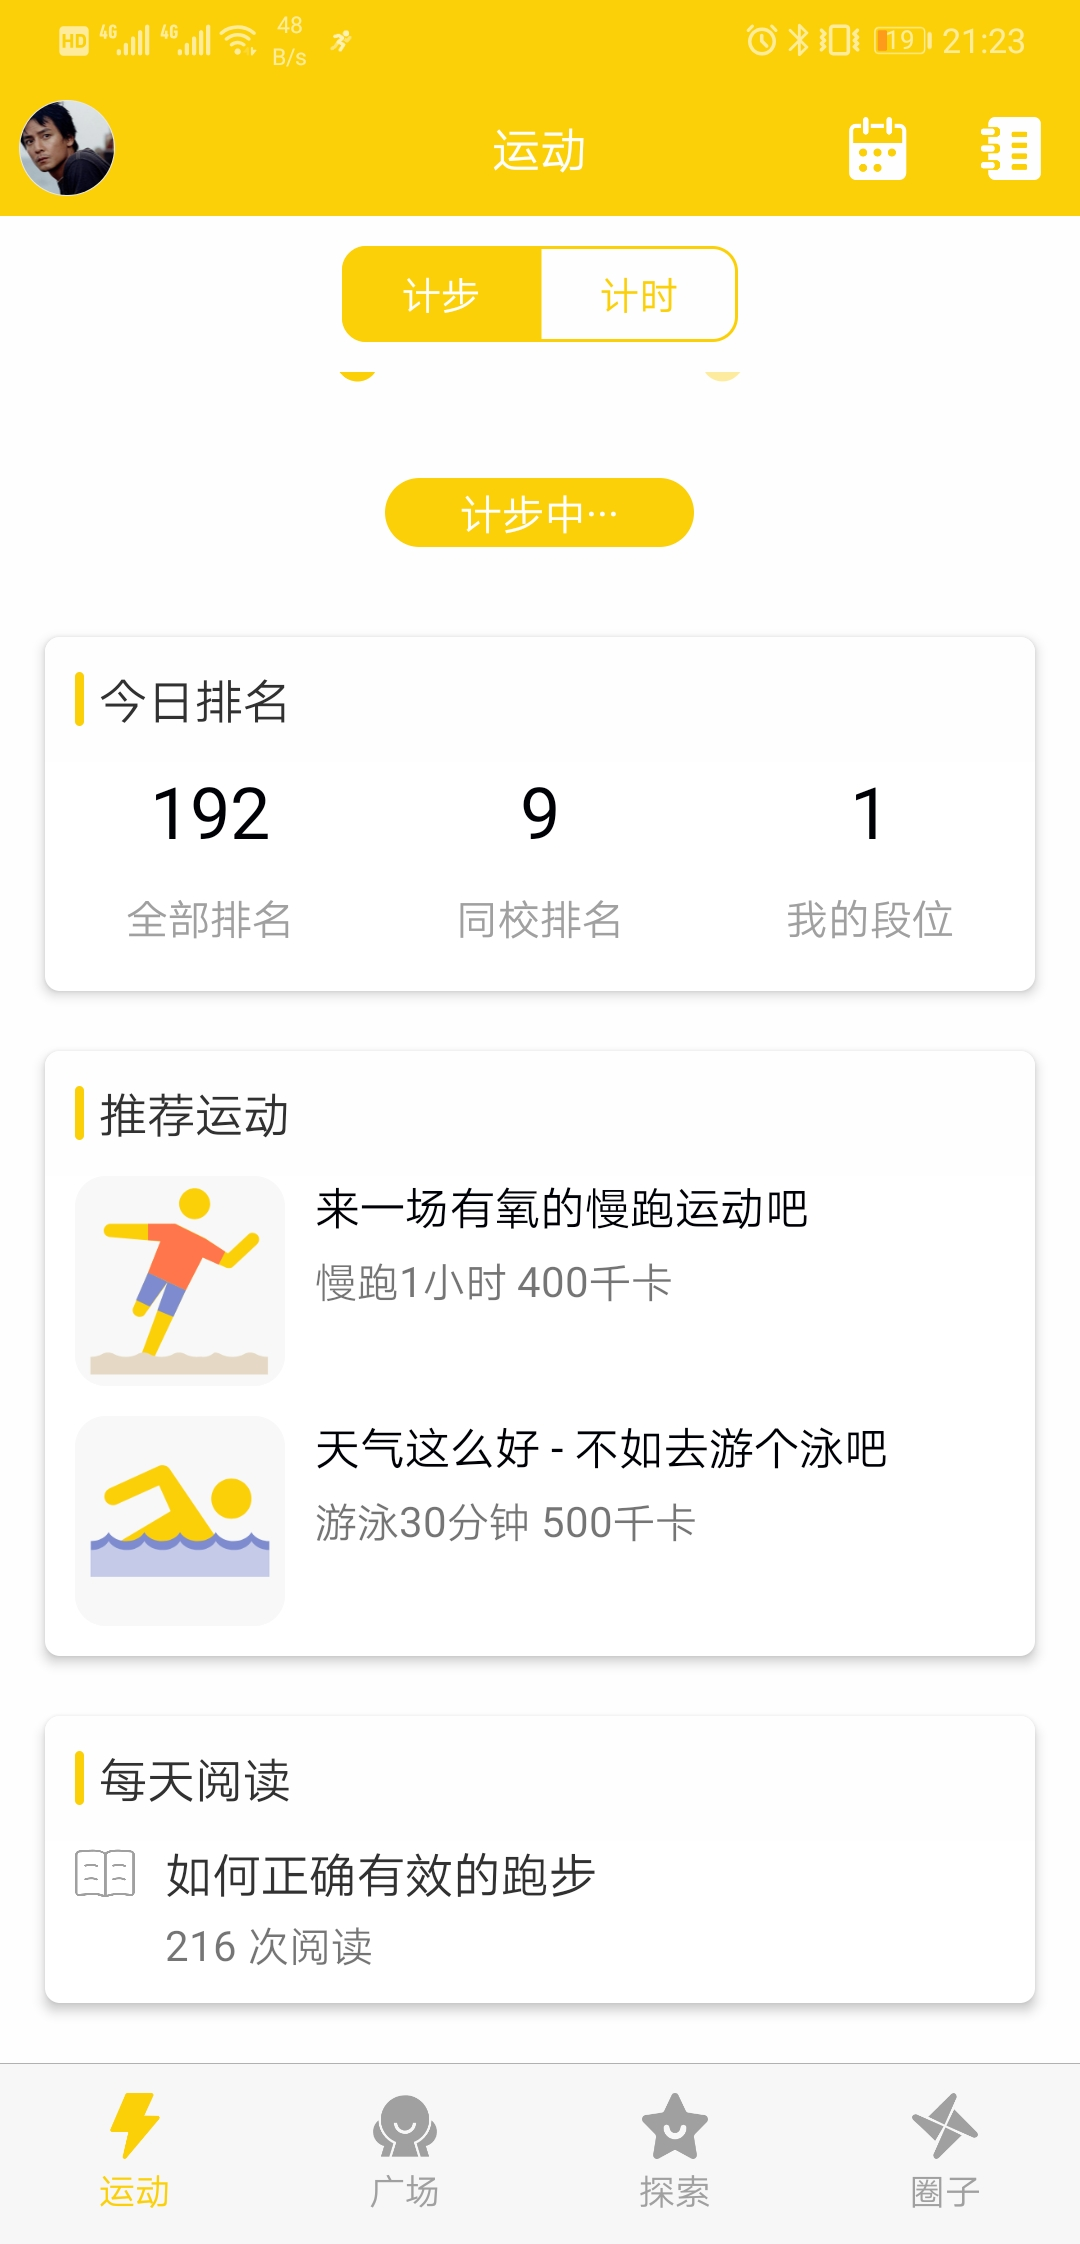 HD 4G 4G 48 B/s 19 21:23
运动
计步 计时
计步中···
今日排名
192 9 1
全部排名 同校排名 我的段位
推荐运动
来一场有氧的慢跑运动吧
慢跑1小时 400千卡
天气这么好 - 不如去游个泳吧
游泳30分钟 500千卡
每天阅读
如何正确有效的跑步
216 次阅读
运动 广场 探索 圈子